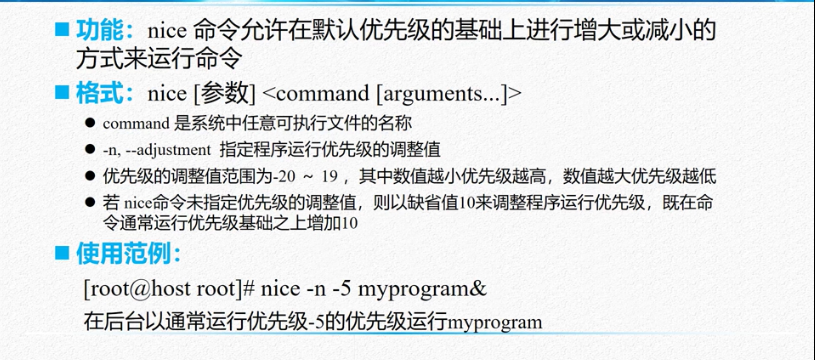 功能：nice 命令允许在默认优先级的基础上进行增大或减小的
方式来运行命令
格式：nice [参数] <command [arguments...]>
command 是系统中任意可执行文件的名称
-n, --adjustment 指定程序运行优先级的调整值
优先级的调整值范围为-20 ~ 19 ，其中数值越小优先级越高，数值越大优先级越低
若 nice命令未指定优先级的调整值，则以缺省值10来调整程序运行优先级，既在命
令通常运行优先级基础之上增加10
使用范例：
[root@host root]# nice -n -5 myprogram&
在后台以通常运行优先级-5的优先级运行myprogram